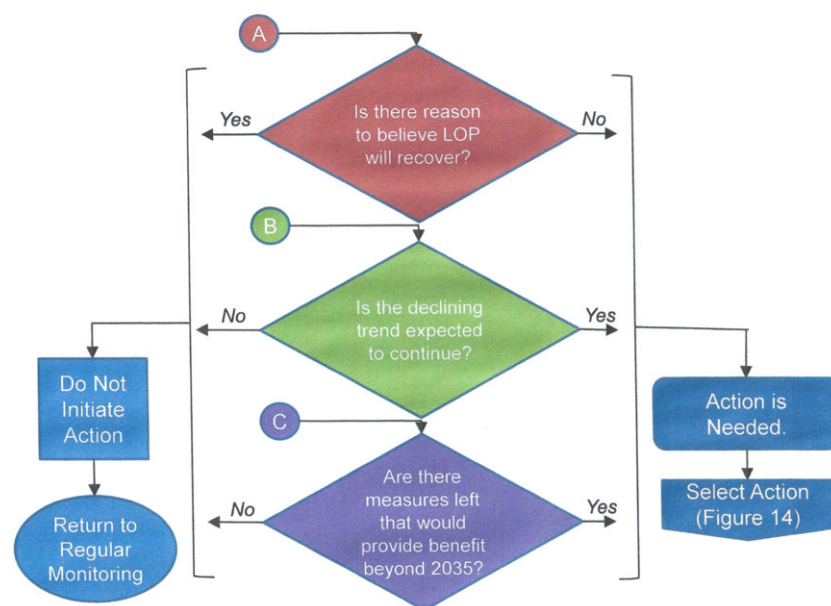 A
Is there reason
to believe LOP
will recover?
Yes
No
B
Is the declining
trend expected
to continue?
No
Yes
Do Not
Initiate
Action
Action is
Needed.
C
Are there
measures left
that would
provide benefit
beyond 2035?
No
Yes
Return to
Regular
Monitoring
Select Action
(Figure 14)